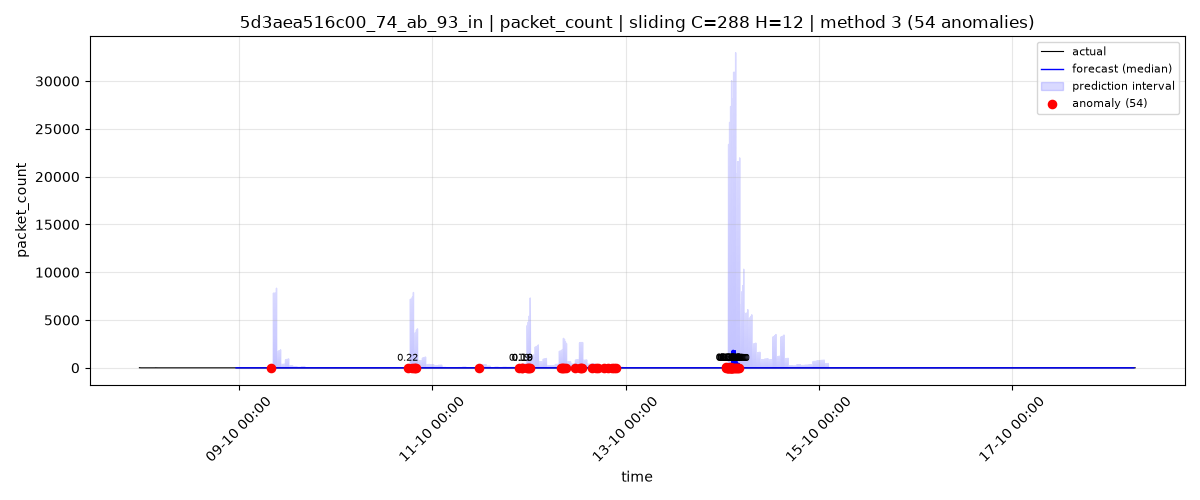 5d3aea516c00_74_ab_93_in | packet_count | sliding C=288 H=12 | method 3 (54 anomalies)
actual
forecast (median)
prediction interval
anomaly (54)
packet_count
30000
25000
20000
15000
10000
5000
0
0.22
09-10 00:00
11-10 00:00
13-10 00:00
15-10 00:00
17-10 00:00
time